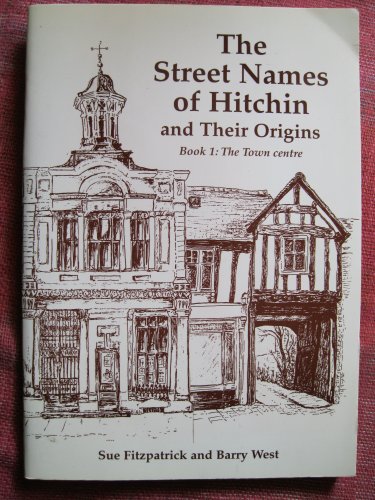 The
Street Names
of Hitchin
and Their Origins
Book 1: The Town centre
Sue Fitzpatrick and Barry West